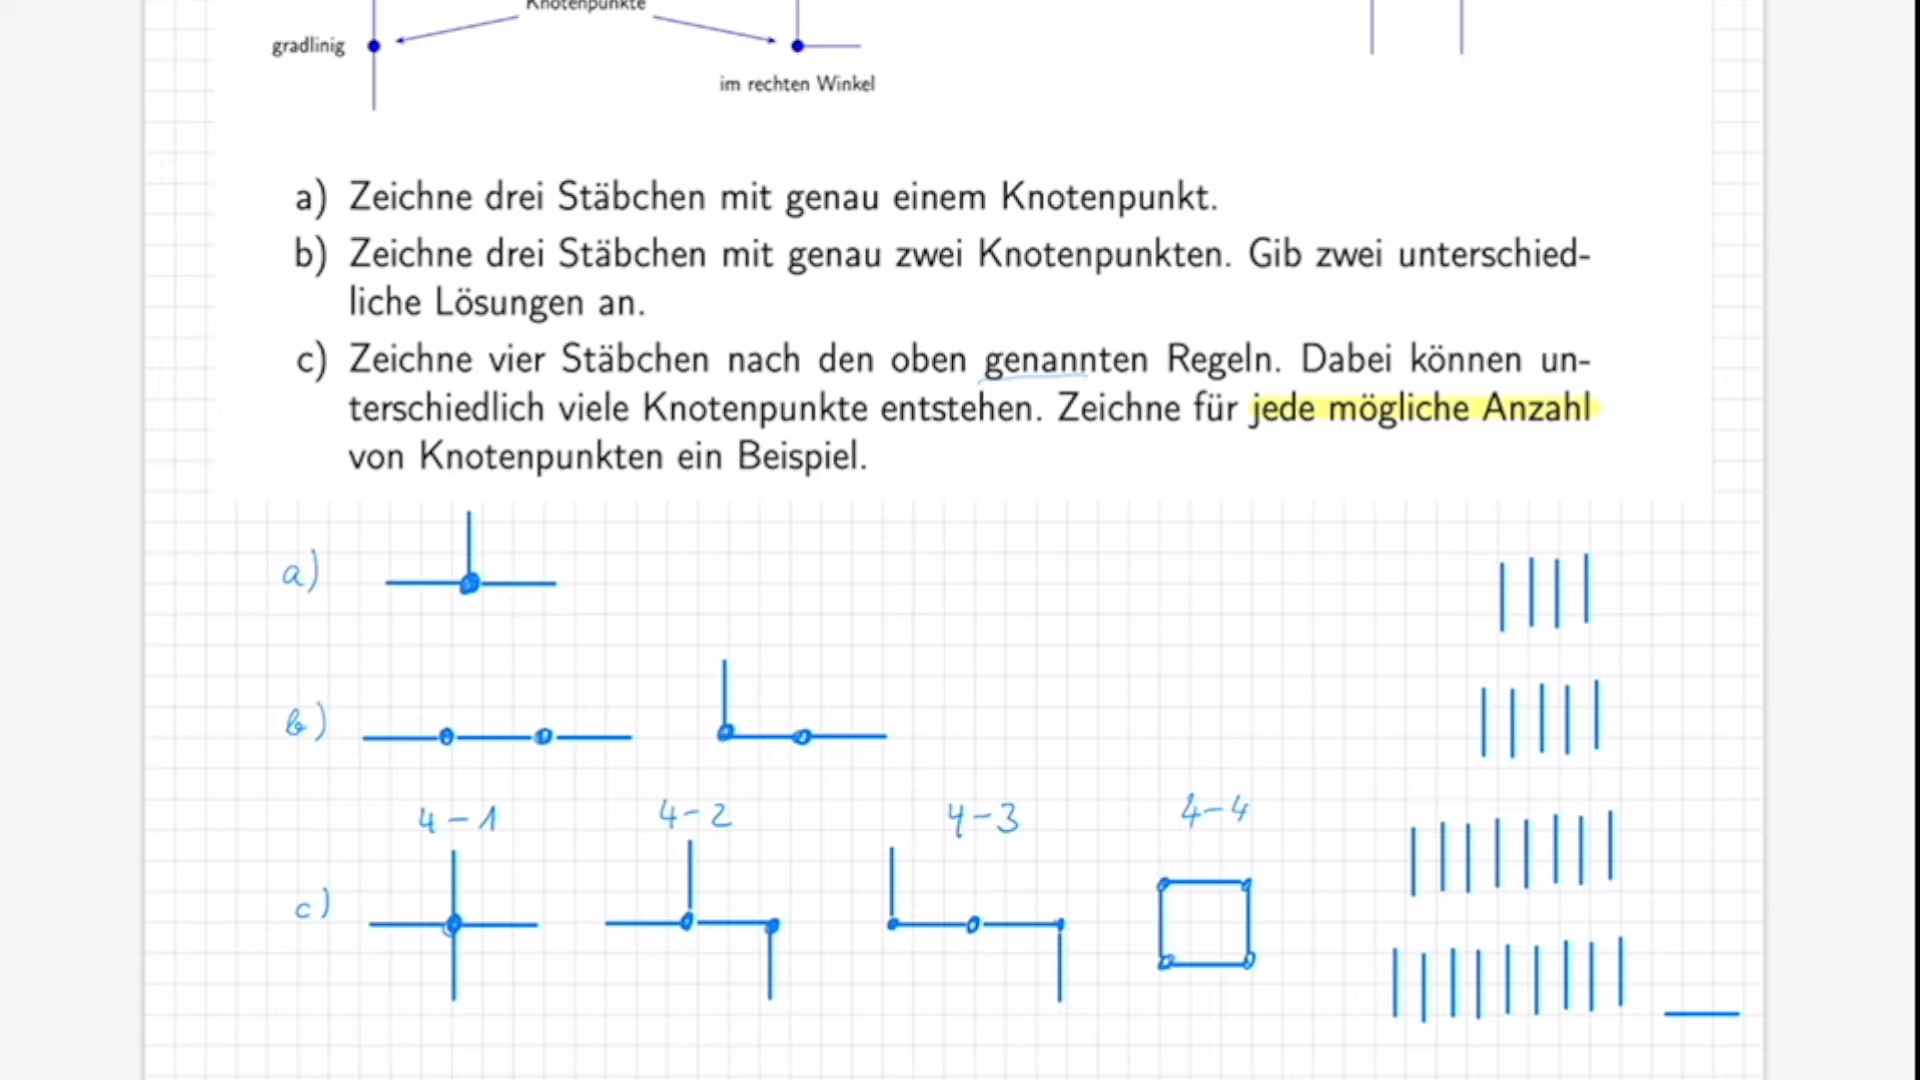 Knotenpunkte
gradlinig
im rechten Winkel
a) Zeichne drei Stäbchen mit genau einem Knotenpunkt.
b) Zeichne drei Stäbchen mit genau zwei Knotenpunkten. Gib zwei unterschied-
liche Lösungen an.
c) Zeichne vier Stäbchen nach den oben genannten Regeln. Dabei können un-
terschiedlich viele Knotenpunkte entstehen. Zeichne für jede mögliche Anzahl
von Knotenpunkten ein Beispiel.
a)
b)
4-1 4-2 4-3 4-4
c)